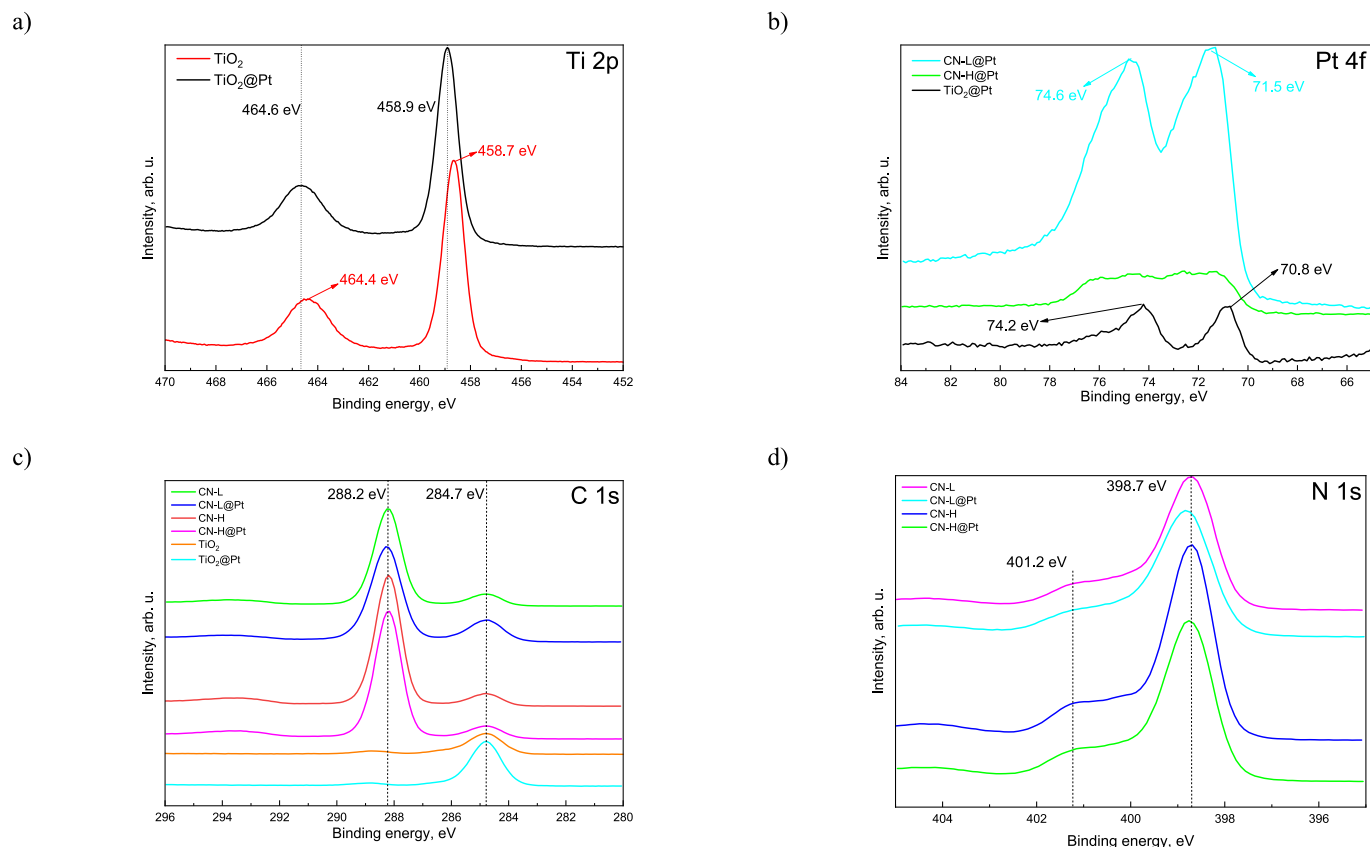 a)
Ti 2p
TiO₂
TiO₂@Pt
464.6 eV
458.9 eV
458.7 eV
464.4 eV
Intensity, arb. u.
470 468 466 464 462 460 458 456 454 452
Binding energy, eV
b)
Pt 4f
CN-L@Pt
CN-H@Pt
TiO₂@Pt
74.6 eV
71.5 eV
70.8 eV
74.2 eV
Intensity, arb. u.
84 82 80 78 76 74 72 70 68 66
Binding energy, eV
c)
C 1s
CN-L
CN-L@Pt
CN-H
CN-H@Pt
TiO₂
TiO₂@Pt
288.2 eV
284.7 eV
Intensity, arb. u.
296 294 292 290 288 286 284 282 280
Binding energy, eV
d)
N 1s
CN-L
CN-L@Pt
CN-H
CN-H@Pt
398.7 eV
401.2 eV
Intensity, arb. u.
404 402 400 398 396
Binding energy, eV